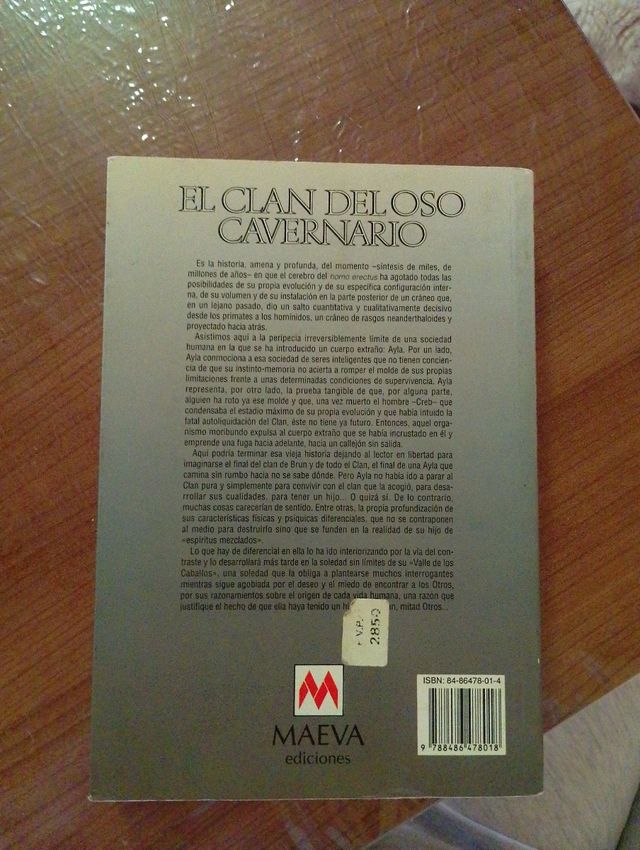 EL CLAN DEL OSO
CAVERNARIO
Es la historia, amena y profunda, del momento –síntesis de miles, de
millones de años– en que el cerebro del homo erectus ha agotado todas las
posibilidades de su propia evolución y de su específica configuración inter-
na, de su volumen y de su instalación en la parte posterior de un cráneo que,
en un lejano pasado, dio un salto cuantitativa y cualitativamente decisivo
desde los primates a los homínidos, un cráneo de rasgos neanderthaloides y
proyectado hacia atrás.
Asistimos aquí a la peripecia irreversiblemente límite de una sociedad
humana en la que se ha introducido un cuerpo extraño: Ayla. Por un lado,
Ayla conmociona a esa sociedad de seres inteligentes que no tienen concien-
cia de que su instinto-memoria no acierta a romper el molde de sus propias
limitaciones frente a unas determinadas condiciones de supervivencia. Ayla
representa, por otro lado, la prueba tangible de que, por alguna parte,
alguien ha roto ya ese molde y que, una vez muerto el hombre –Creb– que
condensaba el estadio máximo de su propia evolución y que había intuido la
fatal autoliquidación del Clan, éste no tiene ya futuro. Entonces, aquel orga-
nismo moribundo expulsa al cuerpo extraño que se había incrustado en él y
emprende una fuga hacia adelante, hacia un callejón sin salida.
Aquí podría terminar esa vieja historia dejando al lector en libertad para
imaginarse el final del clan de Brun y de todo el Clan, el final de una Ayla que
camina sin rumbo hacia no se sabe dónde. Pero Ayla no había ido a parar al
Clan pura y simplemente para convivir con el clan que la acogió, para desa-
rrollar sus cualidades, para tener un hijo... O quizá sí. De lo contrario,
muchas cosas carecerían de sentido. Entre otras, la propia profundización de
sus características físicas y psíquicas diferenciales, que no se contraponen
al medio para destruirlo sino que se funden en la realidad de su hijo de
«espíritus mezclados».
Lo que hay de diferencial en ella lo ha ido interiorizando por la vía del con-
traste y lo desarrollará más tarde en la soledad sin límites de su «Valle de los
Caballos», una soledad que la obliga a plantearse muchos interrogantes
mientras sigue agobiada por el deseo y el miedo de encontrar a los Otros,
por sus razonamientos sobre el origen de cada vida humana, una razón que
justifique el hecho de que ella haya tenido un mitad Otros...
V.P.
2.850
MAEVA
ediciones
ISBN: 84-86478-01-4
9 788486 478018